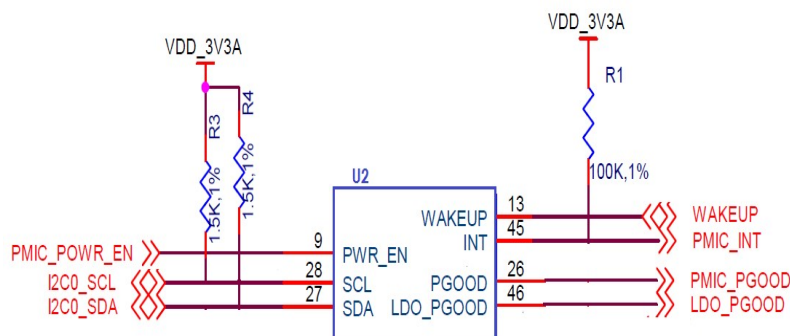 VDD_3V3A
VDD_3V3A
R3
R4
R1
1.5K,1%
1.5K,1%
100K,1%
U2
WAKEUP
13
WAKEUP
INT
45
PMIC_INT
PMIC_POWR_EN
9
PWR_EN
I2C0_SCL
28
SCL
PGOOD
26
PMIC_PGOOD
I2C0_SDA
27
SDA
LDO_PGOOD
46
LDO_PGOOD